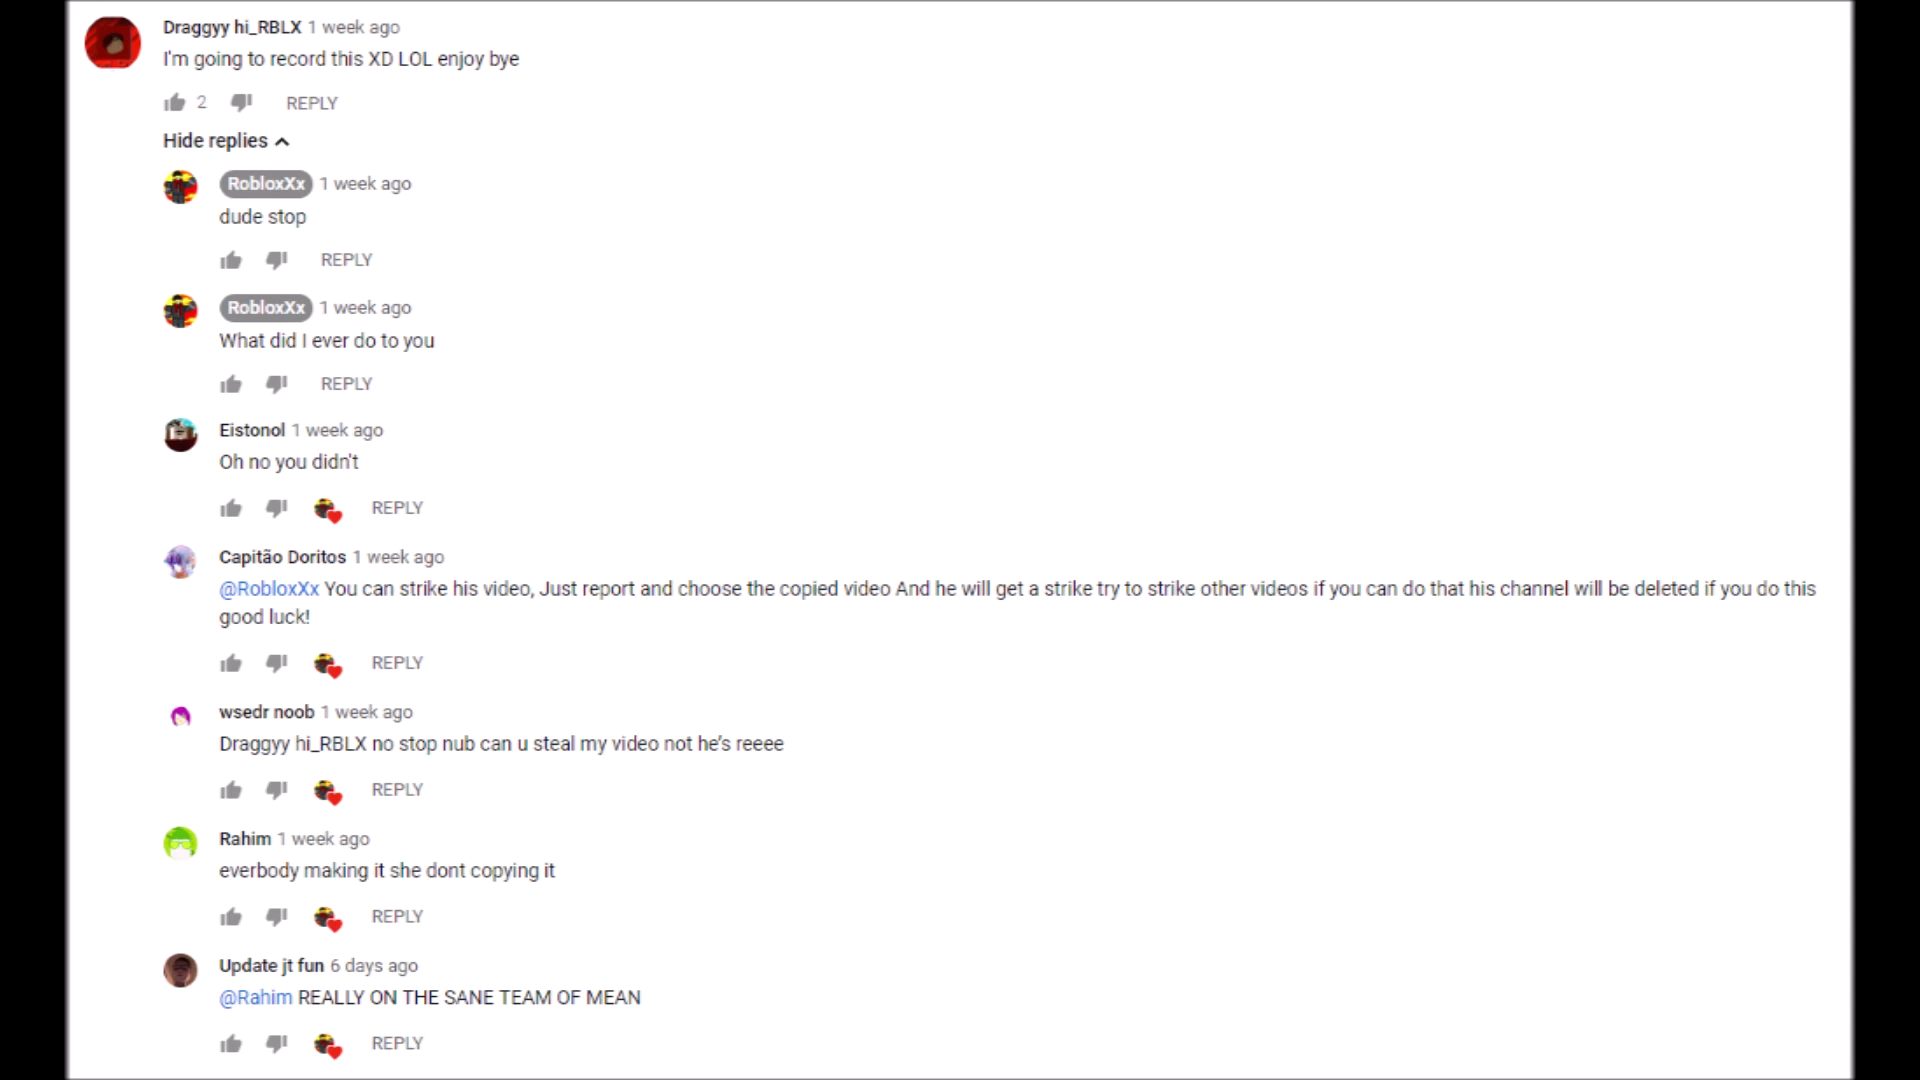 Draggyy hi_RBLX 1 week ago
I'm going to record this XD LOL enjoy bye
2 REPLY
Hide replies
RobloxXx 1 week ago
dude stop
REPLY
RobloxXx 1 week ago
What did I ever do to you
REPLY
Eistonol 1 week ago
Oh no you didn't
REPLY
Capitão Doritos 1 week ago
@RobloxXx You can strike his video, Just report and choose the copied video And he will get a strike try to strike other videos if you can do that his channel will be deleted if you do this
good luck!
REPLY
wsedr noob 1 week ago
Draggyy hi_RBLX no stop nub can u steal my video not he's reeee
REPLY
Rahim 1 week ago
everbody making it she dont copying it
REPLY
Update jt fun 6 days ago
@Rahim REALLY ON THE SANE TEAM OF MEAN
REPLY